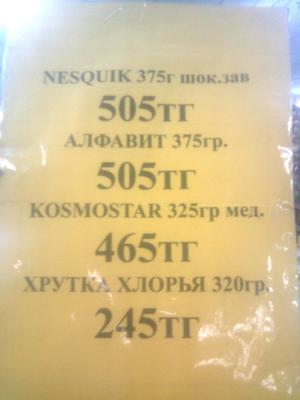 NESQUIK 375г шок.зав
505тг
АЛФАВИТ 375гр.
505тг
KOSMOSTAR 325гр мед.
465тг
ХРУТКА ХЛОРЬЯ 320гр.
245тг